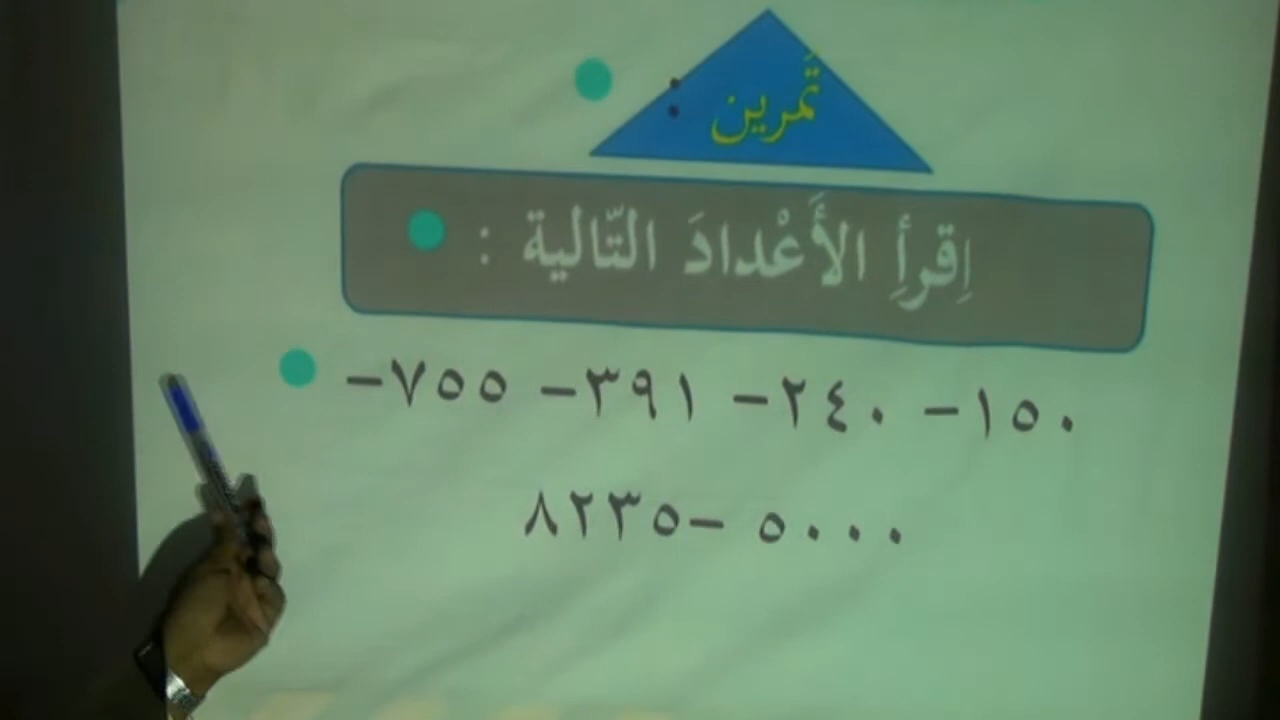 تَمرين :
اِقرأِ الأَعْدادَ التّالية :
١٥٠ – ٢٤٠ – ٣٩١ – ٧٥٥ –
٥٠٠٠ – ٨٢٣٥